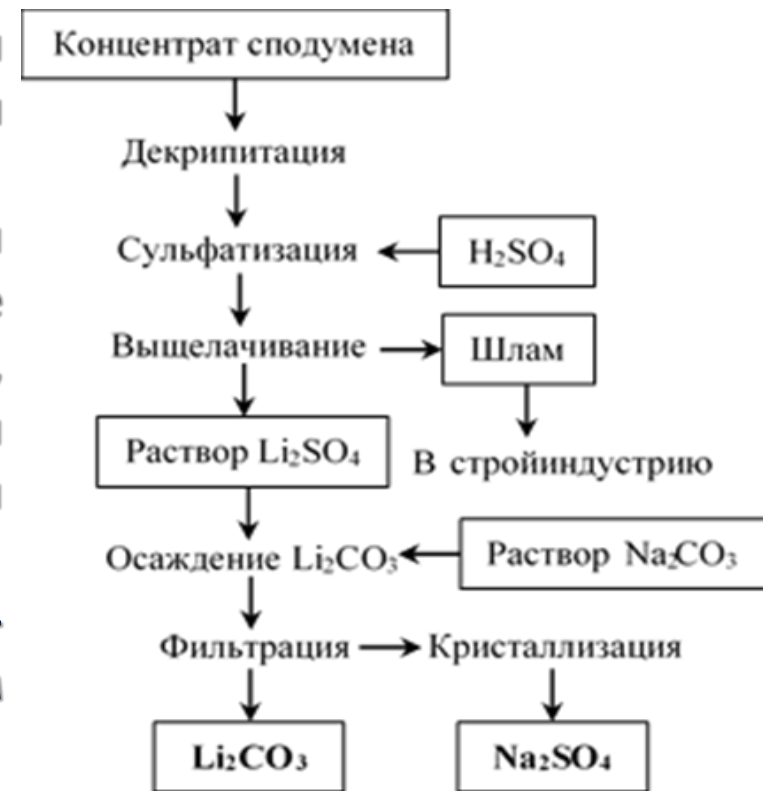 Концентрат сподумена
Декрипитация
Сульфатизация
H₂SO₄
Выщелачивание
Шлам
Раствор Li₂SO₄
В стройиндустрию
Осаждение Li₂CO₃
Раствор Na₂CO₃
Фильтрация
Кристаллизация
Li₂CO₃
Na₂SO₄